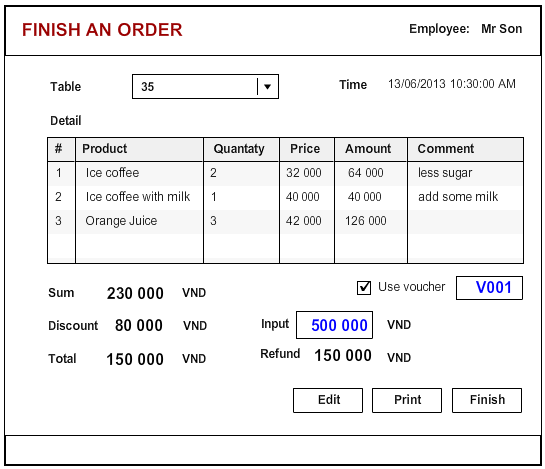 FINISH AN ORDER Employee: Mr Son
Table 35 Time 13/06/2013 10:30:00 AM
Detail
# Product Quantaty Price Amount Comment
1 Ice coffee 2 32 000 64 000 less sugar
2 Ice coffee with milk 1 40 000 40 000 add some milk
3 Orange Juice 3 42 000 126 000
Use voucher V001
Sum 230 000 VND
Discount 80 000 VND Input 500 000 VND
Total 150 000 VND Refund 150 000 VND
Edit Print Finish